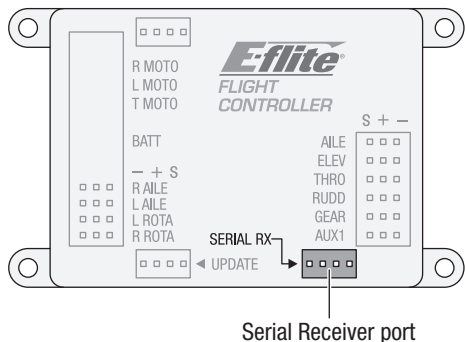 E-flite®
FLIGHT
CONTROLLER
R MOTO
L MOTO
T MOTO
BATT
− + S
R AILE
L AILE
L ROTA
R ROTA
S + −
AILE
ELEV
THRO
RUDD
GEAR
AUX1
SERIAL RX
◄ UPDATE
Serial Receiver port